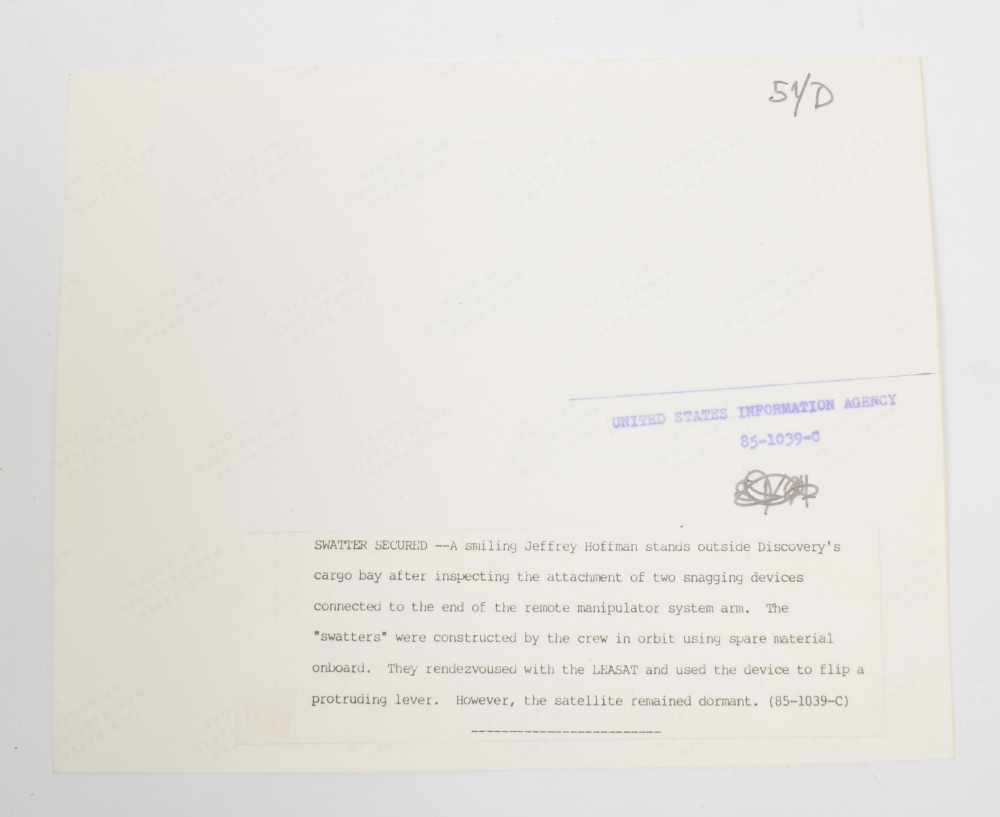 51/D
UNITED STATES INFORMATION AGENCY
85-1039-C
SWATTER SECURED --A smiling Jeffrey Hoffman stands outside Discovery's
cargo bay after inspecting the attachment of two snagging devices
connected to the end of the remote manipulator system arm. The
"swatters" were constructed by the crew in orbit using spare material
onboard. They rendezvoused with the LEASAT and used the device to flip a
protruding lever. However, the satellite remained dormant. (85-1039-C)